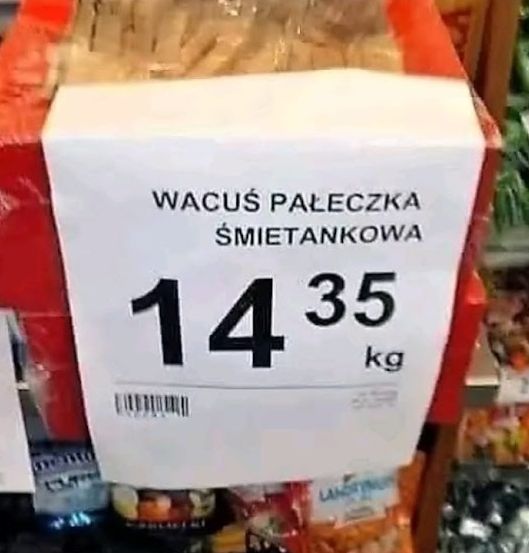 WACUŚ PAŁECZKA
ŚMIETANKOWA
14 35
kg